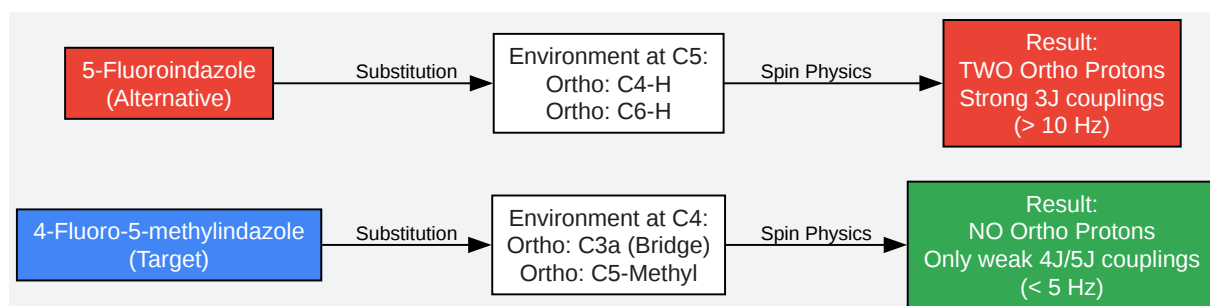 5-Fluoroindazole
(Alternative)
Substitution
Environment at C5:
Ortho: C4-H
Ortho: C6-H
Spin Physics
Result:
TWO Ortho Protons
Strong 3J couplings
(> 10 Hz)
4-Fluoro-5-methylindazole
(Target)
Substitution
Environment at C4:
Ortho: C3a (Bridge)
Ortho: C5-Methyl
Spin Physics
Result:
NO Ortho Protons
Only weak 4J/5J couplings
(< 5 Hz)